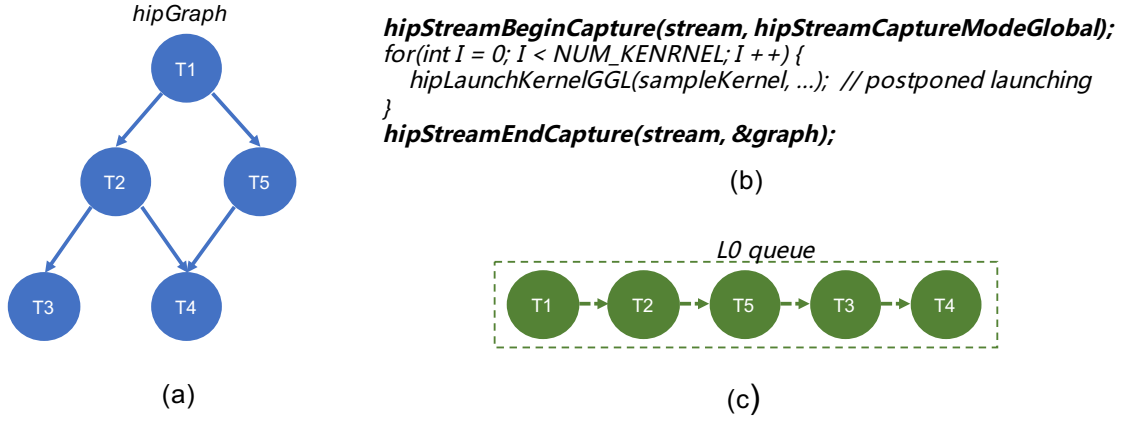 hipGraph
T1
T2
T5
T3
T4
(a)
hipStreamBeginCapture(stream, hipStreamCaptureModeGlobal);
for(int I = 0; I < NUM_KENRNEL; I ++) {
hipLaunchKernelGGL(sampleKernel, ...);  // postponed launching
}
hipStreamEndCapture(stream, &graph);
(b)
L0 queue
T1 T2 T5 T3 T4
(c)